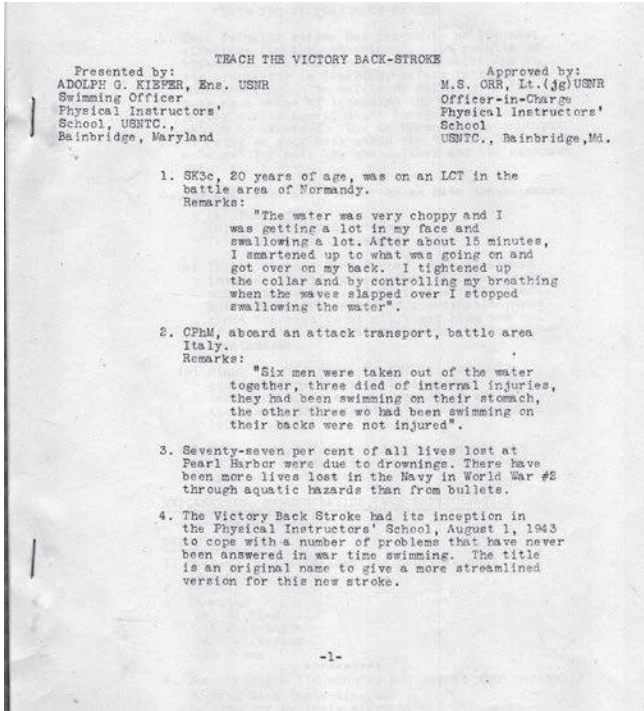 TEACH THE VICTORY BACK-STROKE
Presented by:
ADOLPH G. KIEFER, Ens. USNR
Swimming Officer
Physical Instructors'
School, USNTC.,
Bainbridge, Maryland
Approved by:
M.S. ORR, Lt.(jg)USNR
Officer-in-Charge
Physical Instructors'
School
USNTC., Bainbridge,Md.
1. SK3c, 20 years of age, was on an LCT in the
battle area of Normandy.
Remarks:
"The water was very choppy and I
was getting a lot in my face and
swallowing a lot. After about 15 minutes,
I smartened up to what was going on and
got over on my back. I tightened up
the collar and by controlling my breathing
when the waves slapped over I stopped
swallowing the water".
2. CPhM, aboard an attack transport, battle area
Italy.
Remarks:
"Six men were taken out of the water
together, three died of internal injuries,
they had been swimming on their stomach,
the other three wo had been swimming on
their backs were not injured".
3. Seventy-seven per cent of all lives lost at
Pearl Harbor were due to drownings. There have
been more lives lost in the Navy in World War #2
through aquatic hazards than from bullets.
4. The Victory Back Stroke had its inception in
the Physical Instructors' School, August 1, 1943
to cope with a number of problems that have never
been answered in war time swimming. The title
is an original name to give a more streamlined
version for this new stroke.
-1-